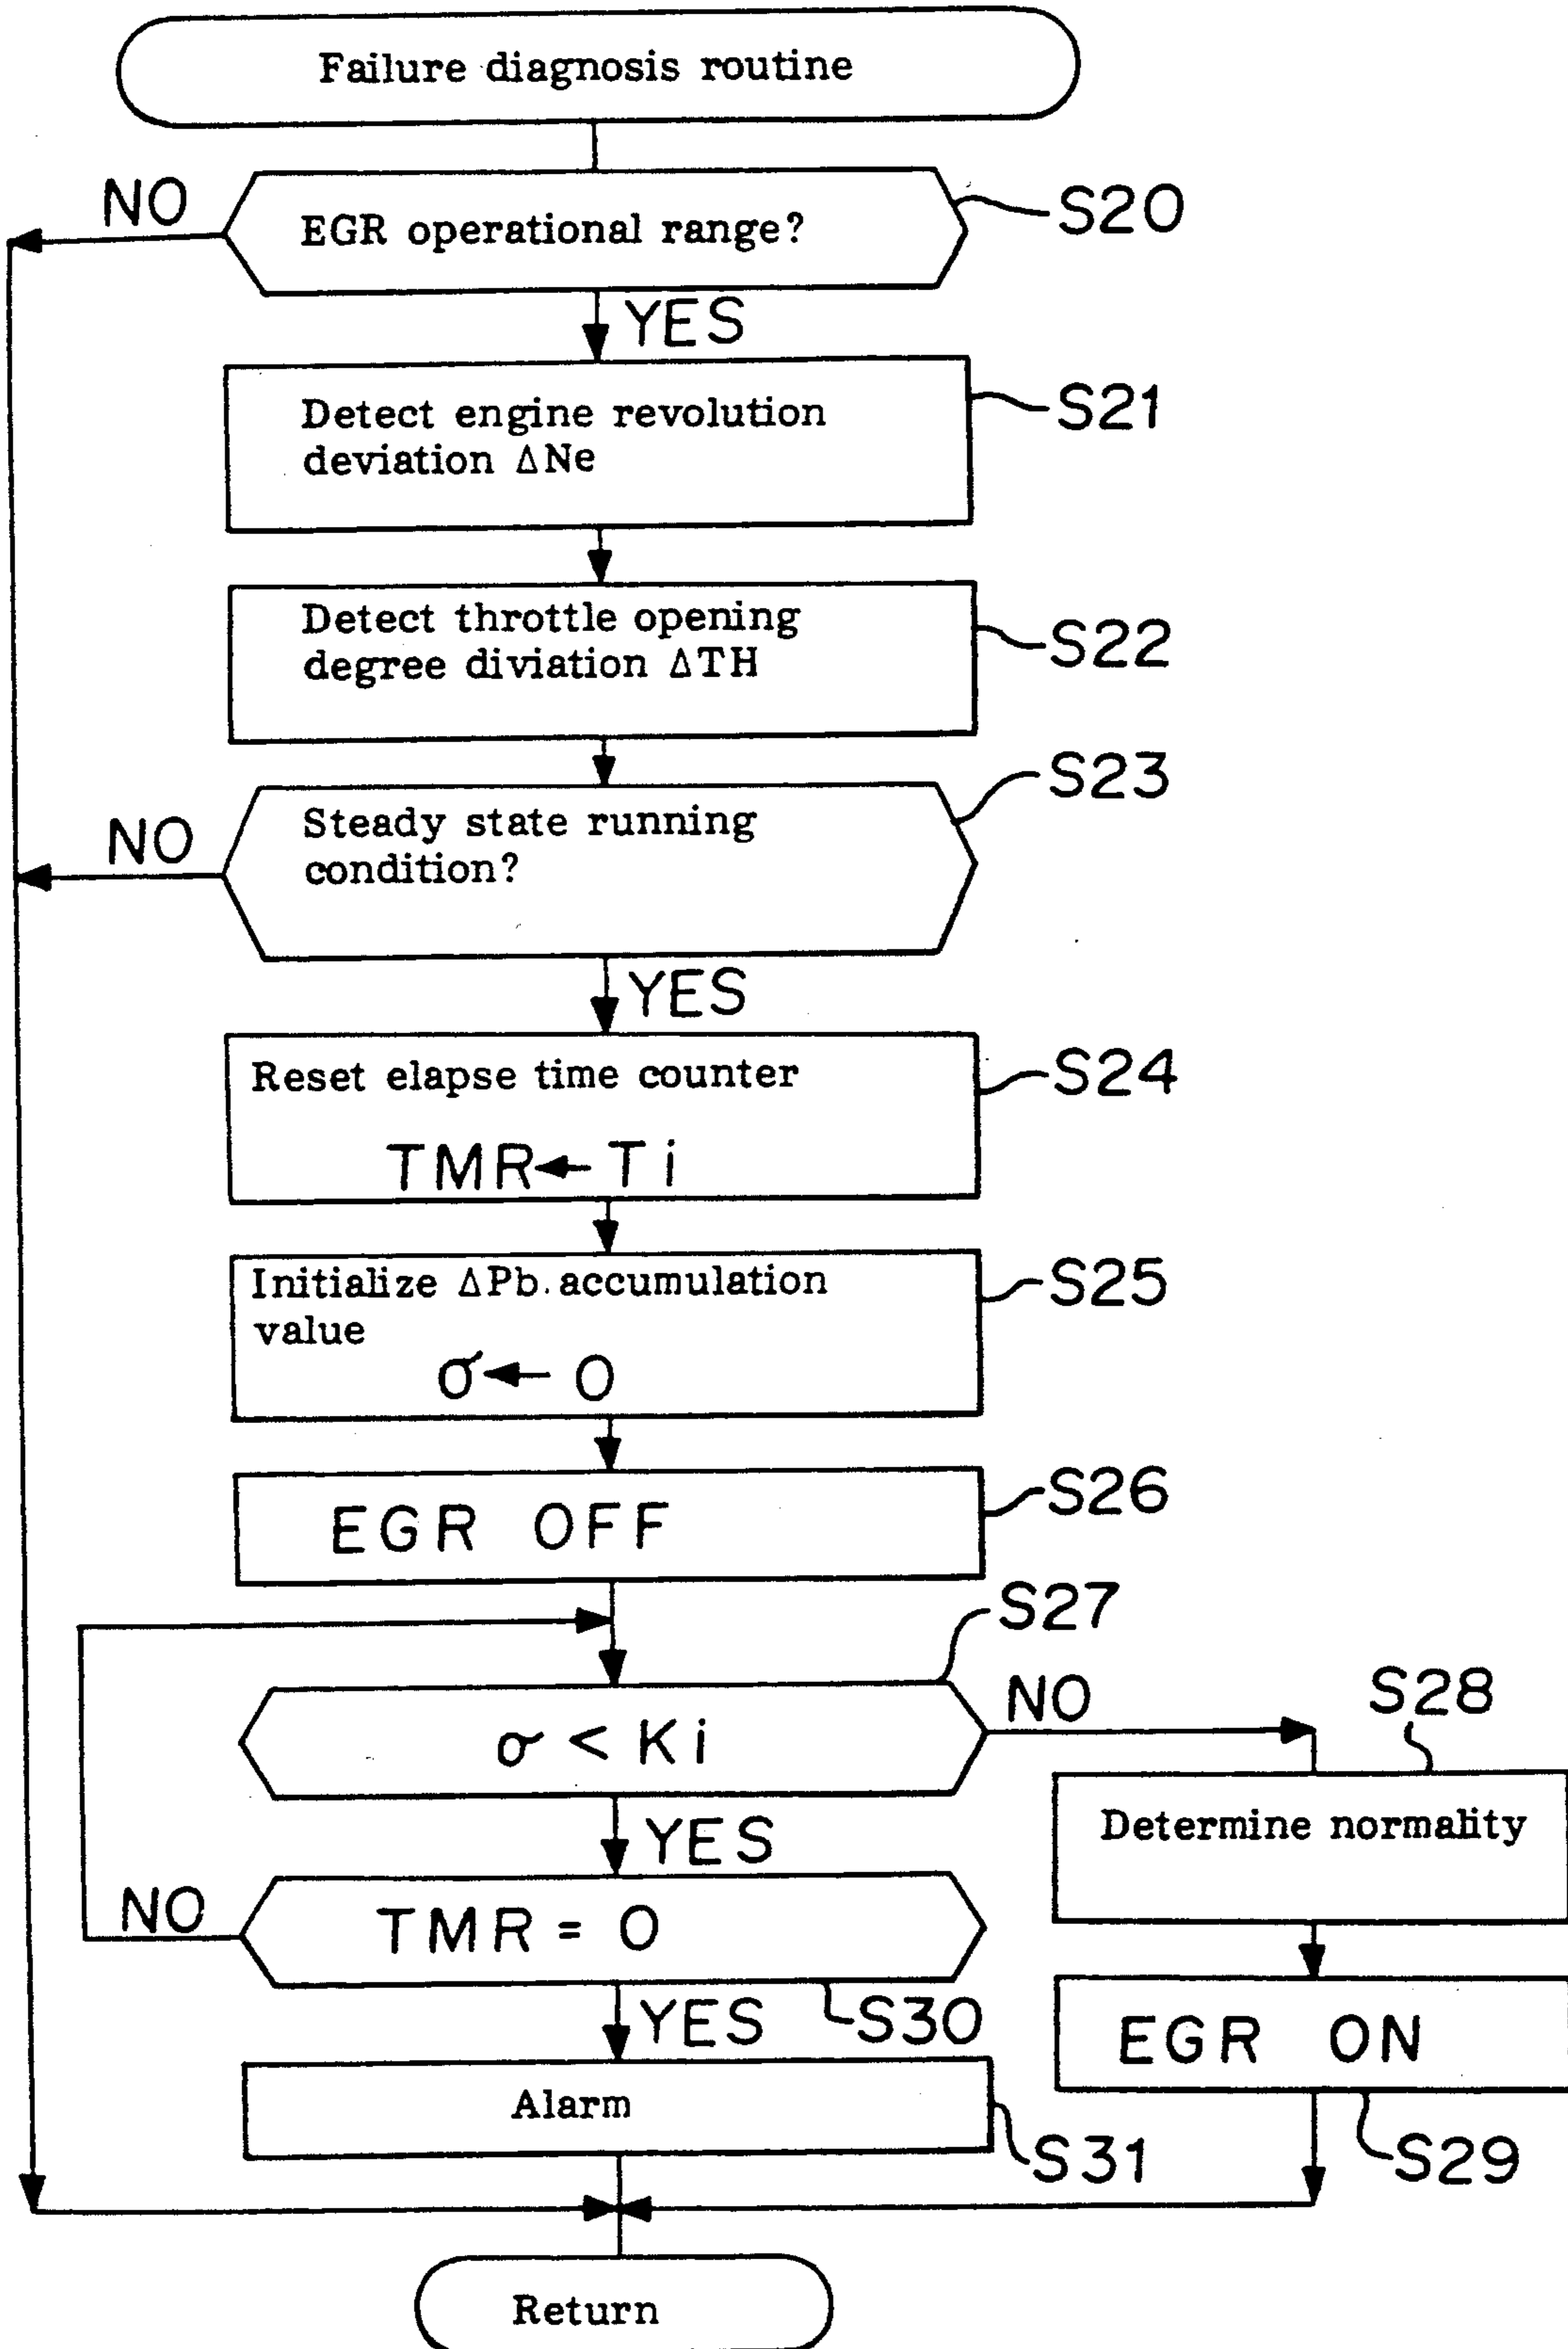 Failure diagnosis routine
NO
EGR operational range?
S20
YES
Detect engine revolution
deviation ΔNe
S21
Detect throttle opening
degree diviation ΔTH
S22
S23
NO
Steady state running
condition?
YES
Reset elapse time counter
TMR ← Ti
S24
Initialize ΔPb accumulation
value
σ ← 0
S25
EGR OFF
S26
S27
σ < Ki
NO
S28
YES
Determine normality
NO
TMR = 0
YES
S30
EGR ON
Alarm
S31
S29
Return